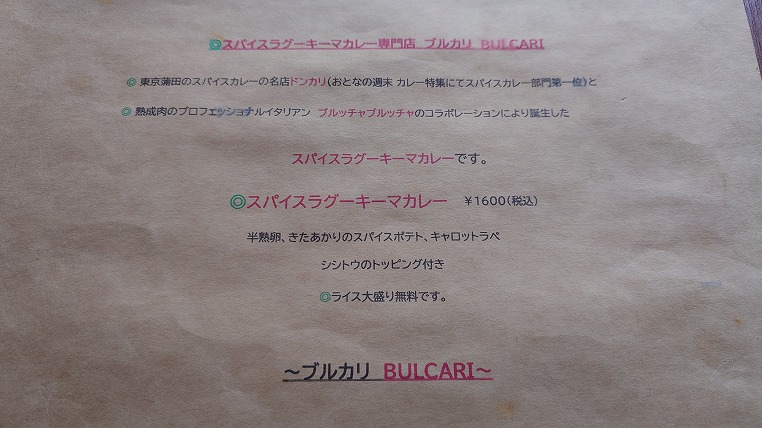 ◎スパイスラグーキーマカレー専門店 ブルカリ BULCARI
◎ 東京蒲田のスパイスカレーの名店ドンカリ(おとなの週末 カレー特集にてスパイスカレー部門第一位)と
◎ 熟成肉のプロフェッショナルイタリアン ブルッチャブルッチャのコラボレーションにより誕生した
スパイスラグーキーマカレーです。
◎スパイスラグーキーマカレー ￥1600(税込)
半熟卵、きたあかりのスパイスポテト、キャロットラペ
シシトウのトッピング付き
◎ライス大盛り無料です。
～ブルカリ BULCARI～